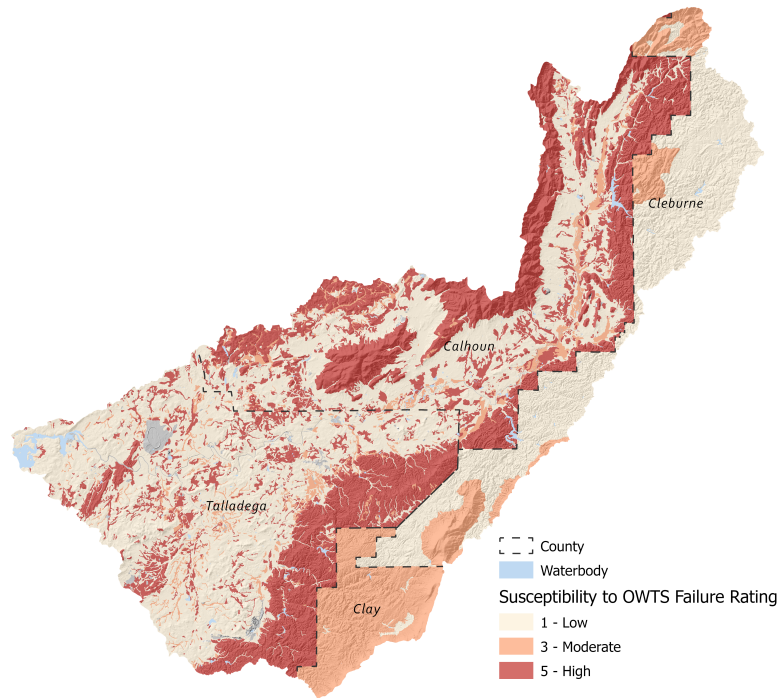 Cleburne
Calhoun
Talladega
Clay
County
Waterbody
Susceptibility to OWTS Failure Rating
1 - Low
3 - Moderate
5 - High